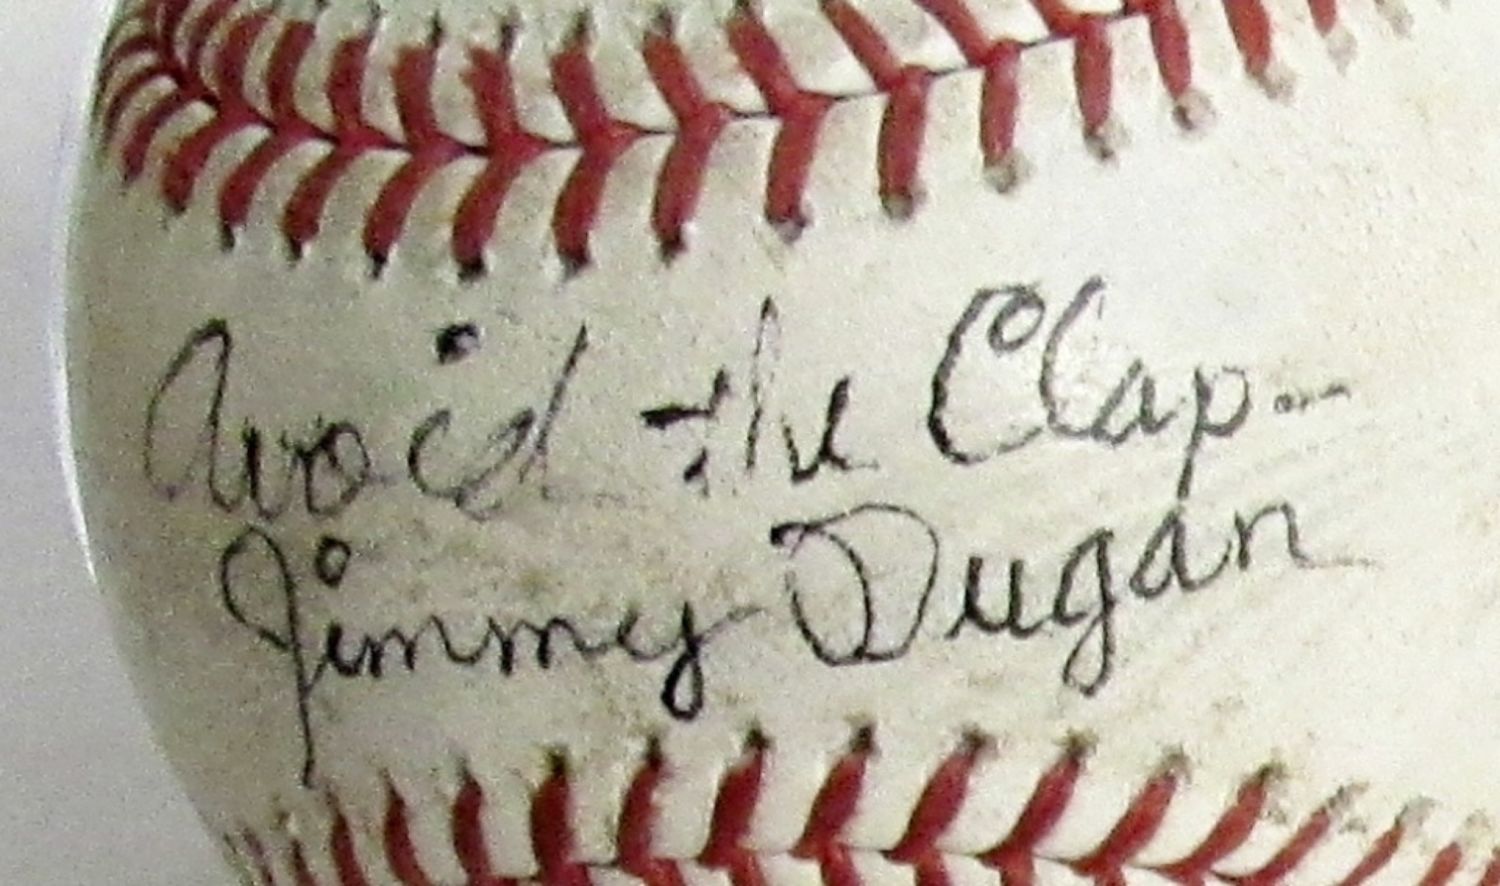 Avoid the Clap-
Jimmy Dugan